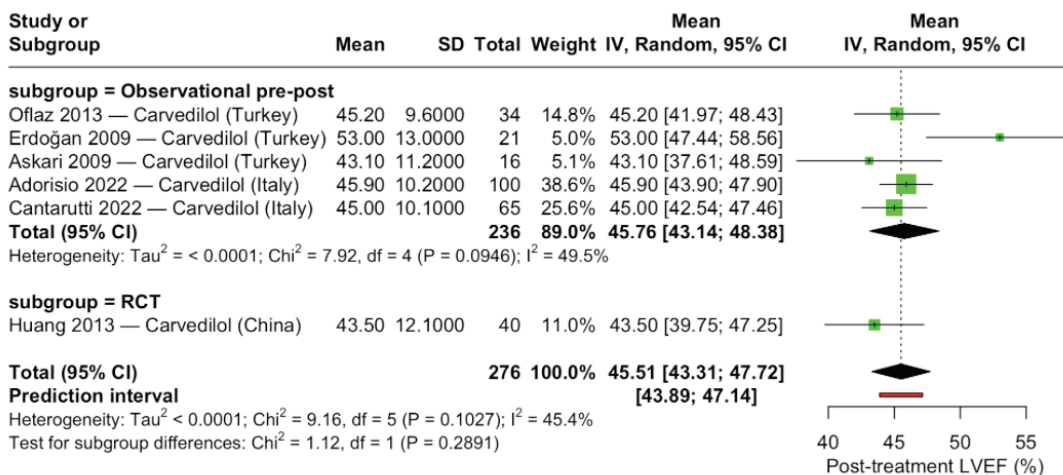 Study or Mean Mean
Subgroup Mean SD Total Weight IV, Random, 95% CI IV, Random, 95% CI
subgroup = Observational pre-post
Oflaz 2013 — Carvedilol (Turkey) 45.20 9.6000 34 14.8% 45.20 [41.97; 48.43]
Erdoğan 2009 — Carvedilol (Turkey) 53.00 13.0000 21 5.0% 53.00 [47.44; 58.56]
Askari 2009 — Carvedilol (Turkey) 43.10 11.2000 16 5.1% 43.10 [37.61; 48.59]
Adorisio 2022 — Carvedilol (Italy) 45.90 10.2000 100 38.6% 45.90 [43.90; 47.90]
Cantarutti 2022 — Carvedilol (Italy) 45.00 10.1000 65 25.6% 45.00 [42.54; 47.46]
Total (95% CI) 236 89.0% 45.76 [43.14; 48.38]
Heterogeneity: Tau² = < 0.0001; Chi² = 7.92, df = 4 (P = 0.0946); I² = 49.5%
subgroup = RCT
Huang 2013 — Carvedilol (China) 43.50 12.1000 40 11.0% 43.50 [39.75; 47.25]
Total (95% CI) 276 100.0% 45.51 [43.31; 47.72]
Prediction interval [43.89; 47.14]
Heterogeneity: Tau² < 0.0001; Chi² = 9.16, df = 5 (P = 0.1027); I² = 45.4%
Test for subgroup differences: Chi² = 1.12, df = 1 (P = 0.2891)
40 45 50 55
Post-treatment LVEF (%)